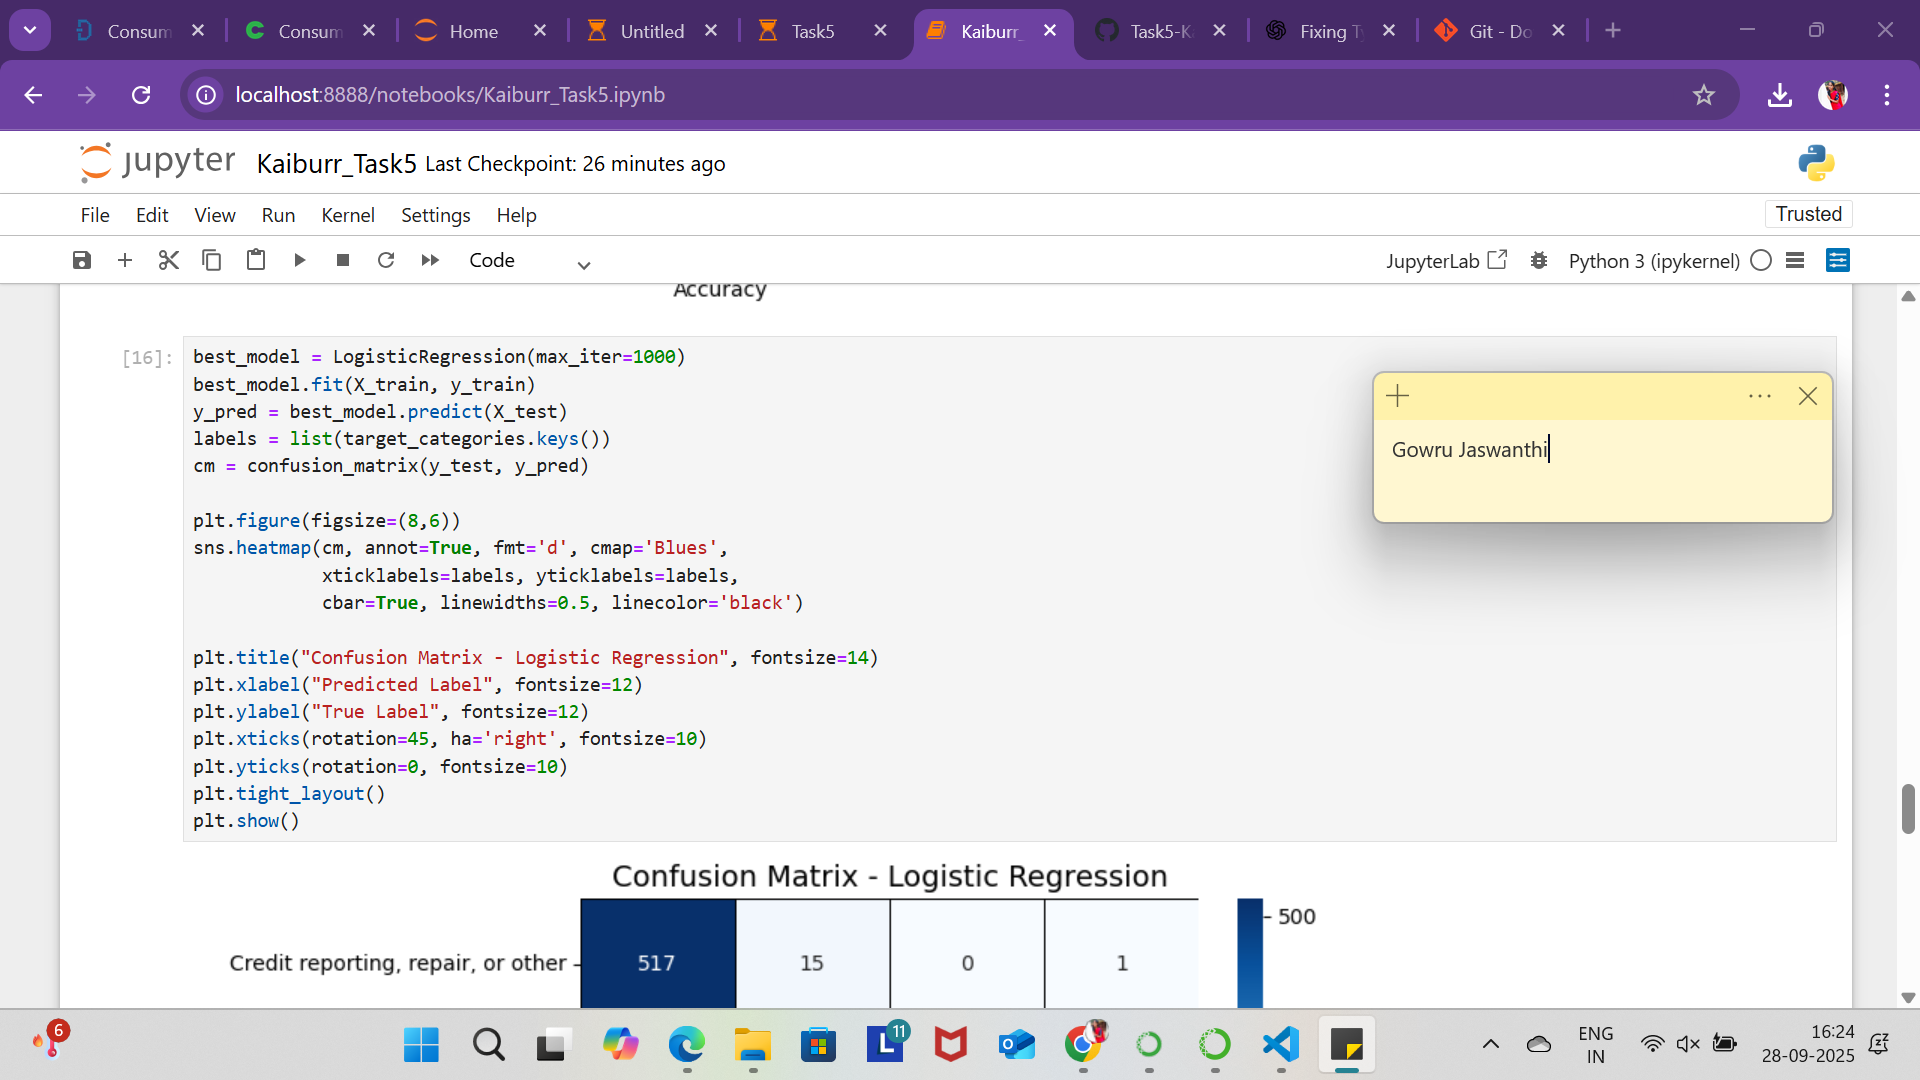 Consum
Consum
Home
Untitled
Task5
Kaiburr_
Task5-K
Fixing T
Git - Do
localhost:8888/notebooks/Kaiburr_Task5.ipynb
jupyter Kaiburr_Task5 Last Checkpoint: 26 minutes ago
File Edit View Run Kernel Settings Help
Trusted
Code
JupyterLab
Python 3 (ipykernel)
Accuracy
[16]:
best_model = LogisticRegression(max_iter=1000)
best_model.fit(X_train, y_train)
y_pred = best_model.predict(X_test)
labels = list(target_categories.keys())
cm = confusion_matrix(y_test, y_pred)
plt.figure(figsize=(8,6))
sns.heatmap(cm, annot=True, fmt='d', cmap='Blues',
xticklabels=labels, yticklabels=labels,
cbar=True, linewidths=0.5, linecolor='black')
plt.title("Confusion Matrix - Logistic Regression", fontsize=14)
plt.xlabel("Predicted Label", fontsize=12)
plt.ylabel("True Label", fontsize=12)
plt.xticks(rotation=45, ha='right', fontsize=10)
plt.yticks(rotation=0, fontsize=10)
plt.tight_layout()
plt.show()
Gowru Jaswanthi
Confusion Matrix - Logistic Regression
500
Credit reporting, repair, or other
517 15 0 1
6
11
ENG
IN
16:24
28-09-2025